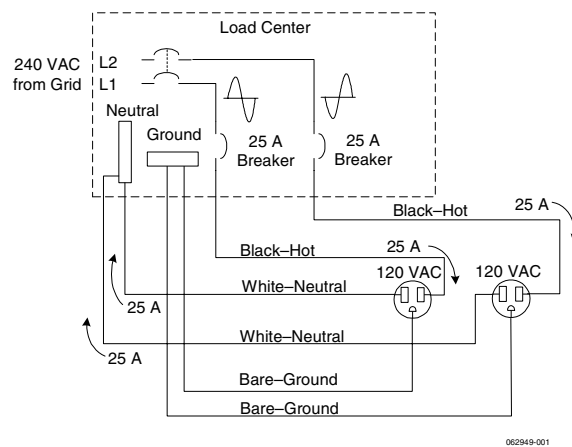 Load Center
240 VAC
from Grid
L2
L1
Neutral
Ground
25 A
Breaker
25 A
Breaker
Black–Hot
25 A
Black–Hot
25 A
120 VAC
120 VAC
White–Neutral
25 A
White–Neutral
25 A
Bare–Ground
Bare–Ground
062949-001